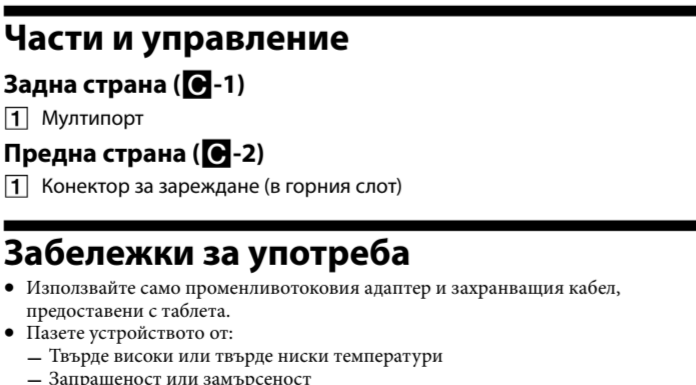 Части и управление
Задна страна (C-1)
1 Мултипорт
Предна страна (C-2)
1 Конектор за зареждане (в горния слот)
Забележки за употреба
• Използвайте само променливотоковия адаптер и захранващия кабел,
предоставени с таблета.
• Пазете устройството от:
– Твърде високи или твърде ниски температури
– Запрашеност или замърсеност